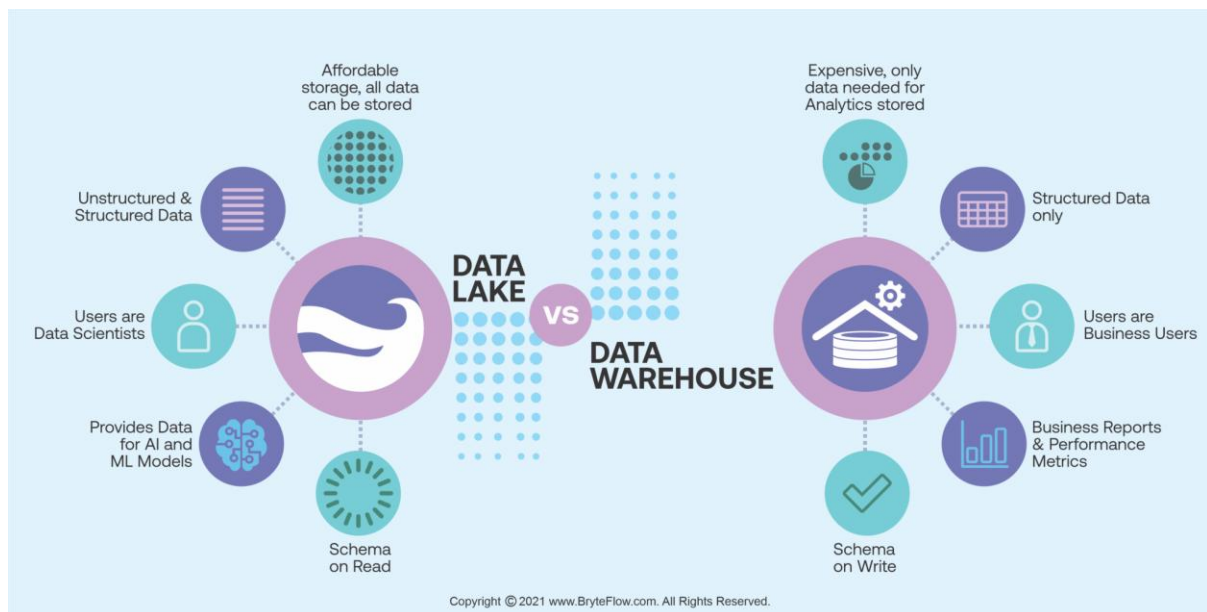 Affordable
storage, all data
can be stored
Unstructured &
Structured Data
Users are
Data Scientists
Provides Data
for AI and
ML Models
Schema
on Read
DATA
LAKE
VS
DATA
WAREHOUSE
Expensive, only
data needed for
Analytics stored
Structured Data
only
Users are
Business Users
Business Reports
& Performance
Metrics
Schema
on Write
Copyright © 2021 www.BryteFlow.com. All Rights Reserved.